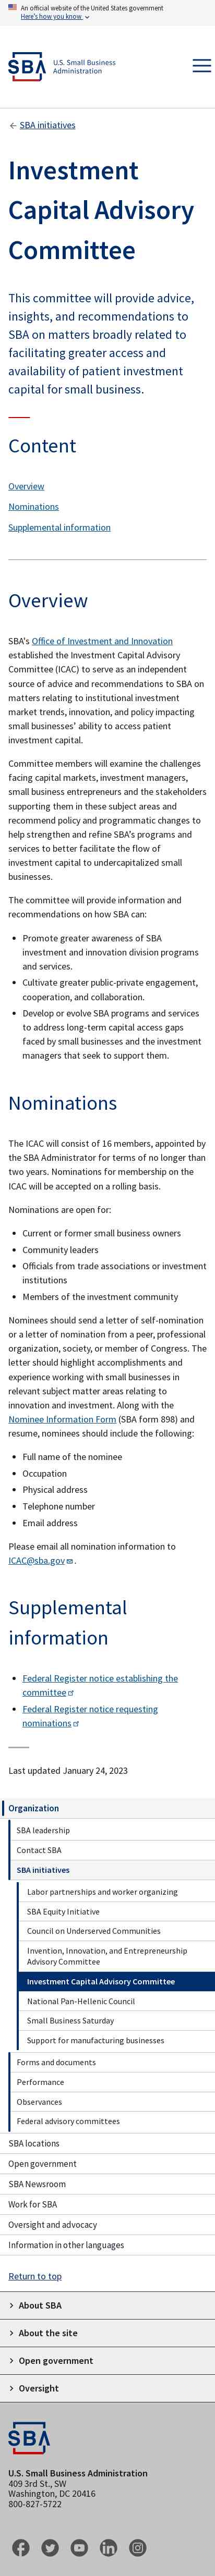 An official website of the United States government
Here's how you know
SBA
U.S. Small Business
Administration
SBA initiatives
Investment
Capital Advisory
Committee
This committee will provide advice,
insights, and recommendations to
SBA on matters broadly related to
facilitating greater access and
availability of patient investment
capital for small business.
Content
Overview
Nominations
Supplemental information
Overview
SBA's Office of Investment and Innovation
established the Investment Capital Advisory
Committee (ICAC) to serve as an independent
source of advice and recommendations to SBA on
matters relating to institutional investment
market trends, innovation, and policy impacting
small businesses' ability to access patient
investment capital.
Committee members will examine the challenges
facing capital markets, investment managers,
small business entrepreneurs and the stakeholders
supporting them in these subject areas and
recommend policy and programmatic changes to
help strengthen and refine SBA's programs and
services to better facilitate the flow of
investment capital to undercapitalized small
businesses.
The committee will provide information and
recommendations on how SBA can:
Promote greater awareness of SBA
investment and innovation division programs
and services.
Cultivate greater public-private engagement,
cooperation, and collaboration.
Develop or evolve SBA programs and services
to address long-term capital access gaps
faced by small businesses and the investment
managers that seek to support them.
Nominations
The ICAC will consist of 16 members, appointed by
the SBA Administrator for terms of no longer than
two years. Nominations for membership on the
ICAC will be accepted on a rolling basis.
Nominations are open for:
Current or former small business owners
Community leaders
Officials from trade associations or investment
institutions
Members of the investment community
Nominees should send a letter of self-nomination
or a letter of nomination from a peer, professional
organization, society, or member of Congress. The
letter should highlight accomplishments and
experience working with small businesses in
relevant subject matter areas relating to
innovation and investment. Along with the
Nominee Information Form (SBA form 898) and
resume, nominees should include the following:
Full name of the nominee
Occupation
Physical address
Telephone number
Email address
Please email all nomination information to
ICAC@sba.gov.
Supplemental
information
Federal Register notice establishing the
committee
Federal Register notice requesting
nominations
Last updated January 24, 2023
Organization
SBA leadership
Contact SBA
SBA initiatives
Labor partnerships and worker organizing
SBA Equity Initiative
Council on Underserved Communities
Invention, Innovation, and Entrepreneurship
Advisory Committee
Investment Capital Advisory Committee
National Pan-Hellenic Council
Small Business Saturday
Support for manufacturing businesses
Forms and documents
Performance
Observances
Federal advisory committees
SBA locations
Open government
SBA Newsroom
Work for SBA
Oversight and advocacy
Information in other languages
Return to top
About SBA
About the site
Open government
Oversight
SBA
U.S. Small Business Administration
409 3rd St., SW
Washington, DC 20416
800-827-5722